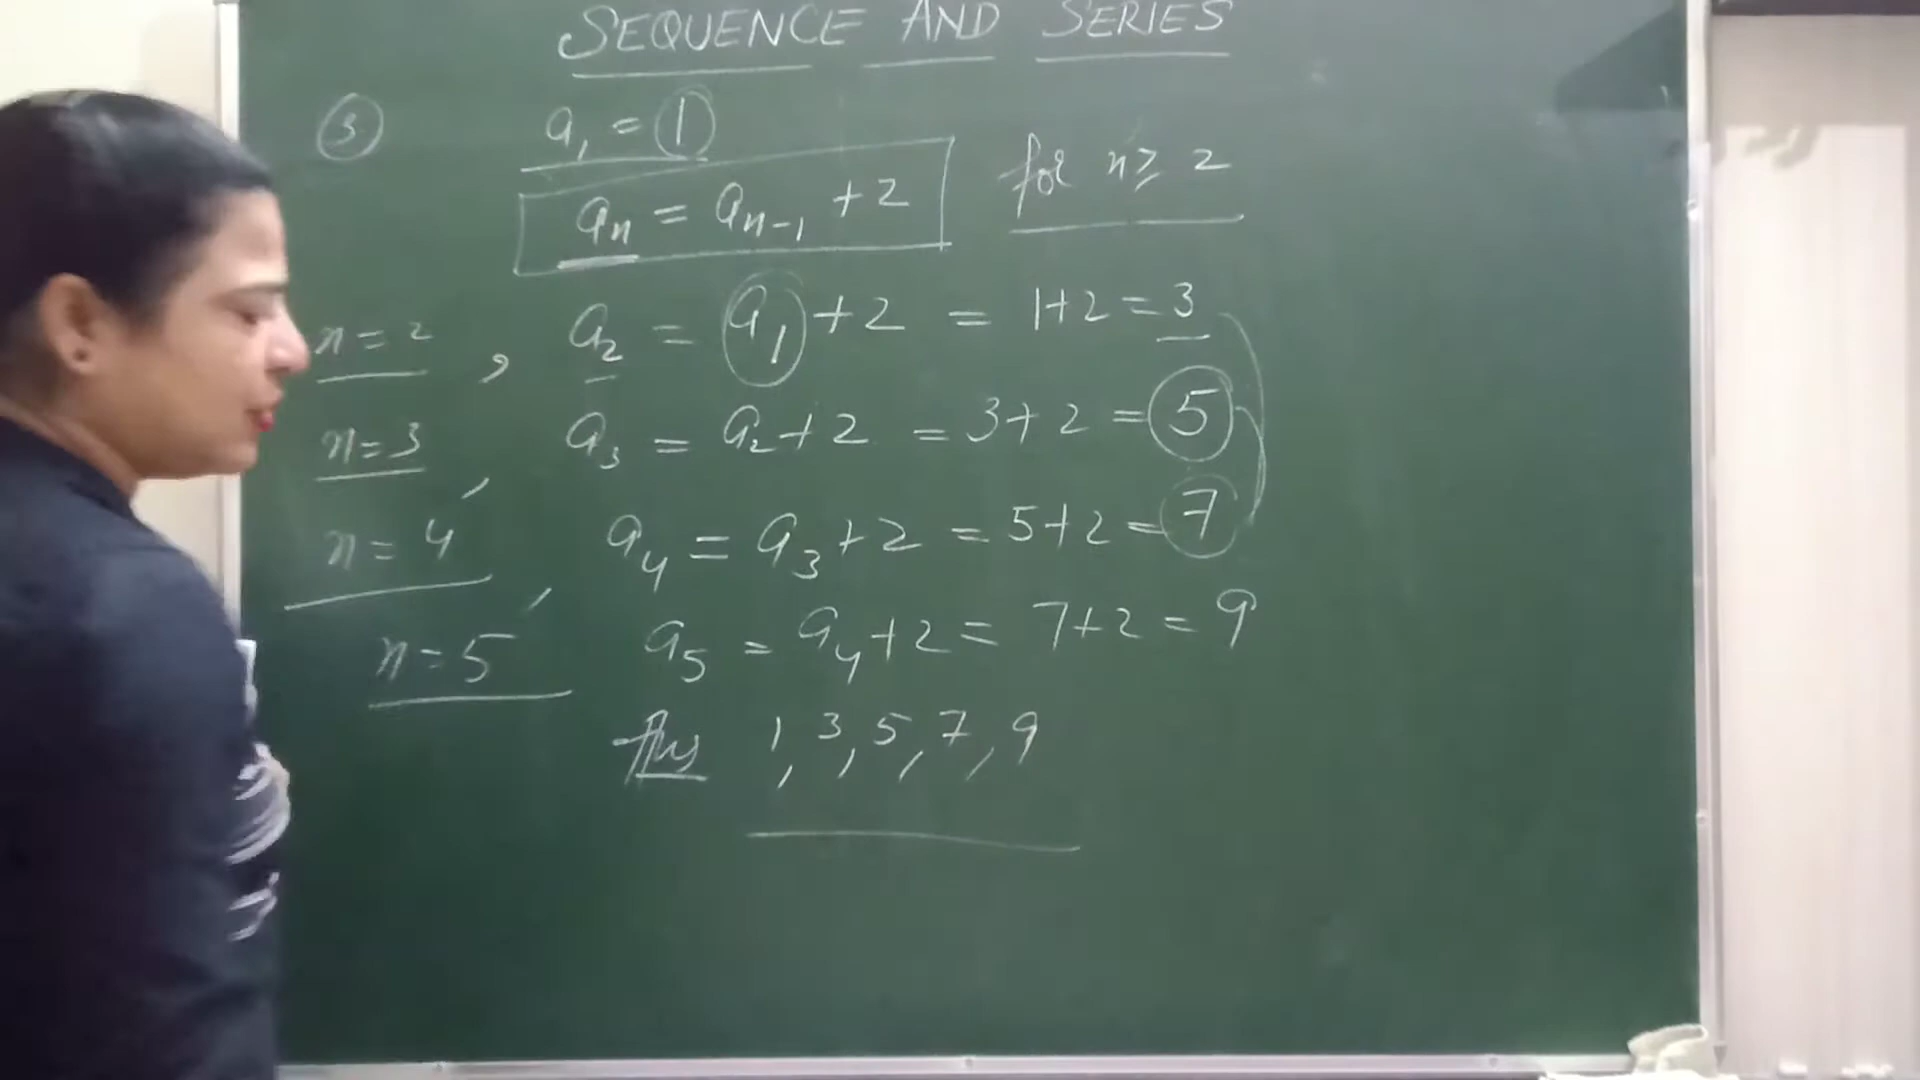 SEQUENCE AND SERIES
3 a₁ = 1
aₙ = aₙ₋₁ + 2 for n ≥ 2
n = 2 , a₂ = a₁ + 2 = 1 + 2 = 3
n = 3 , a₃ = a₂ + 2 = 3 + 2 = 5
n = 4 , a₄ = a₃ + 2 = 5 + 2 = 7
n = 5 a₅ = a₄ + 2 = 7 + 2 = 9
Ans 1, 3, 5, 7, 9